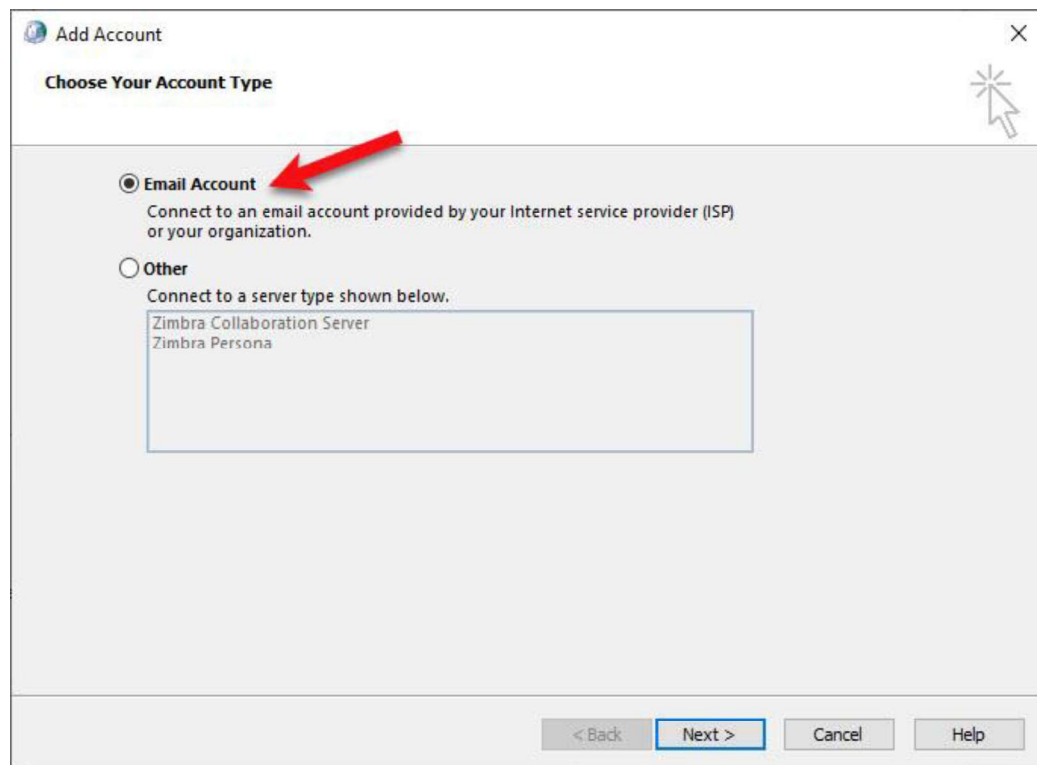 Add Account
Choose Your Account Type
Email Account
Connect to an email account provided by your Internet service provider (ISP)
or your organization.
Other
Connect to a server type shown below.
Zimbra Collaboration Server
Zimbra Persona
< Back
Next >
Cancel
Help